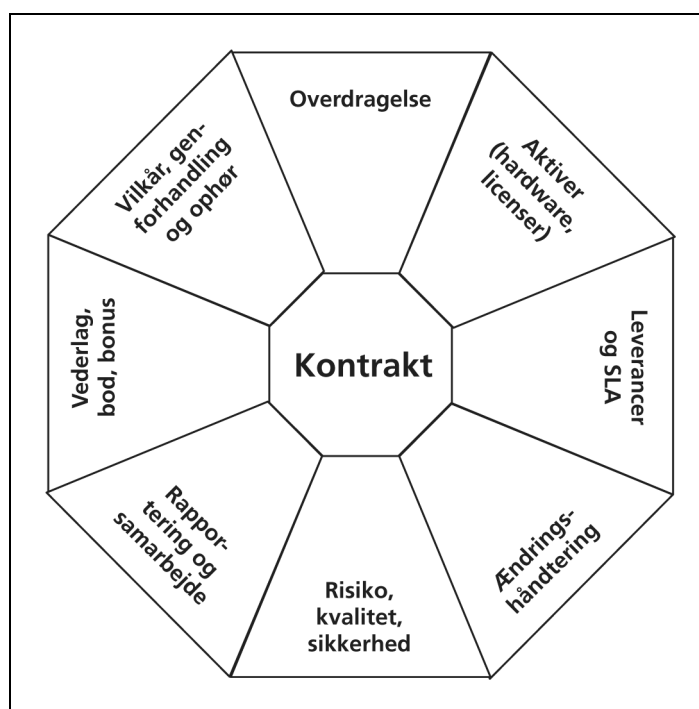 Overdragelse
Aktiver
(hardware,
licenser)
Leverancer
og SLA
Ændrings-
håndtering
Risiko,
kvalitet,
sikkerhed
Rappor-
tering og
samarbejde
Vederlag,
bod, bonus
Vilkår, gen-
forhandling
og ophør
Kontrakt